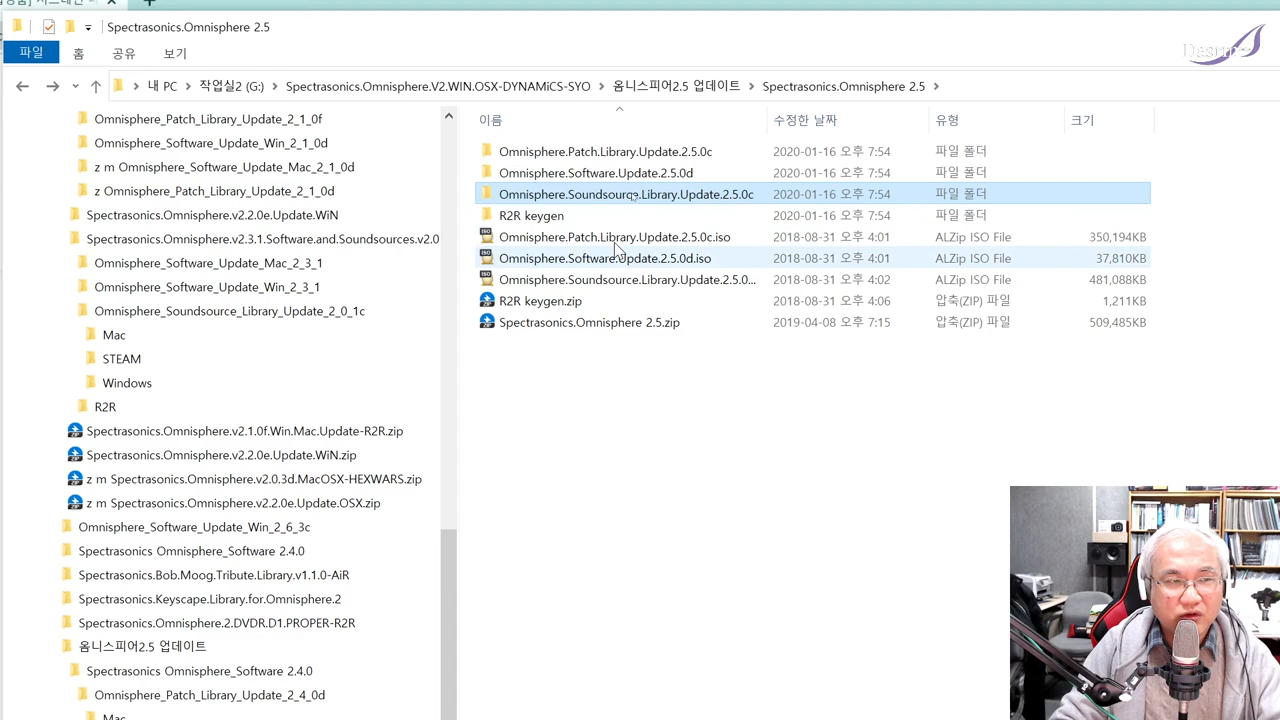 Spectrasonics.Omnisphere 2.5
Dasrm
파일 홈 공유 보기
내 PC 작업실2 (G:) Spectrasonics.Omnisphere.V2.WIN.OSX-DYNAMiCS-SYO 옴니스피어2.5 업데이트 Spectrasonics.Omnisphere 2.5
Omnisphere_Patch_Library_Update_2_1_0f
Omnisphere_Software_Update_Win_2_1_0d
z m Omnisphere_Software_Update_Mac_2_1_0d
z Omnisphere_Patch_Library_Update_2_1_0d
Spectrasonics.Omnisphere.v2.2.0e.Update.WiN
Spectrasonics.Omnisphere.v2.3.1.Software.and.Soundsources.v2.0
Omnisphere_Software_Update_Mac_2_3_1
Omnisphere_Software_Update_Win_2_3_1
Omnisphere_Soundsource_Library_Update_2_0_1c
Mac
STEAM
Windows
R2R
Spectrasonics.Omnisphere.v2.1.0f.Win.Mac.Update-R2R.zip
Spectrasonics.Omnisphere.v2.2.0e.Update.WiN.zip
z m Spectrasonics.Omnisphere.v2.0.3d.MacOSX-HEXWARS.zip
z m Spectrasonics.Omnisphere.v2.2.0e.Update.OSX.zip
Omnisphere_Software_Update_Win_2_6_3c
Spectrasonics Omnisphere_Software 2.4.0
Spectrasonics.Bob.Moog.Tribute.Library.v1.1.0-AiR
Spectrasonics.Keyscape.Library.for.Omnisphere.2
Spectrasonics.Omnisphere.2.DVDR.D1.PROPER-R2R
옴니스피어2.5 업데이트
Spectrasonics Omnisphere_Software 2.4.0
Omnisphere_Patch_Library_Update_2_4_0d
Mac
이름 수정한 날짜 유형 크기
Omnisphere.Patch.Library.Update.2.5.0c 2020-01-16 오후 7:54 파일 폴더
Omnisphere.Software.Update.2.5.0d 2020-01-16 오후 7:54 파일 폴더
Omnisphere.Soundsource.Library.Update.2.5.0c 2020-01-16 오후 7:54 파일 폴더
R2R keygen 2020-01-16 오후 7:54 파일 폴더
Omnisphere.Patch.Library.Update.2.5.0c.iso 2018-08-31 오후 4:01 ALZip ISO File 350,194KB
Omnisphere.Software.Update.2.5.0d.iso 2018-08-31 오후 4:01 ALZip ISO File 37,810KB
Omnisphere.Soundsource.Library.Update.2.5.0... 2018-08-31 오후 4:02 ALZip ISO File 481,088KB
R2R keygen.zip 2018-08-31 오후 4:06 압축(ZIP) 파일 1,211KB
Spectrasonics.Omnisphere 2.5.zip 2019-04-08 오후 7:15 압축(ZIP) 파일 509,485KB